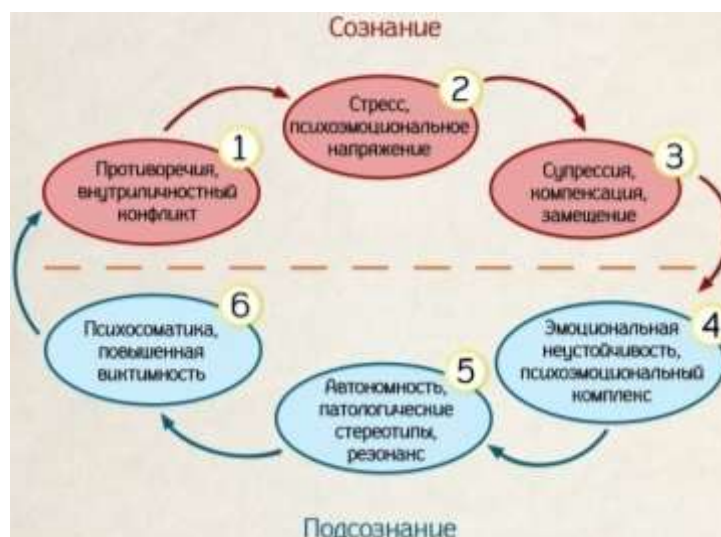 Сознание
1
Противоречия,
внутриличностный
конфликт
2
Стресс,
психоэмоциональное
напряжение
3
Супрессия,
компенсация,
замещение
4
Эмоциональная
неустойчивость,
психоэмоциональный
комплекс
5
Автономность,
патологические
стереотипы,
резонанс
6
Психосоматика,
повышенная
виктимность
Подсознание